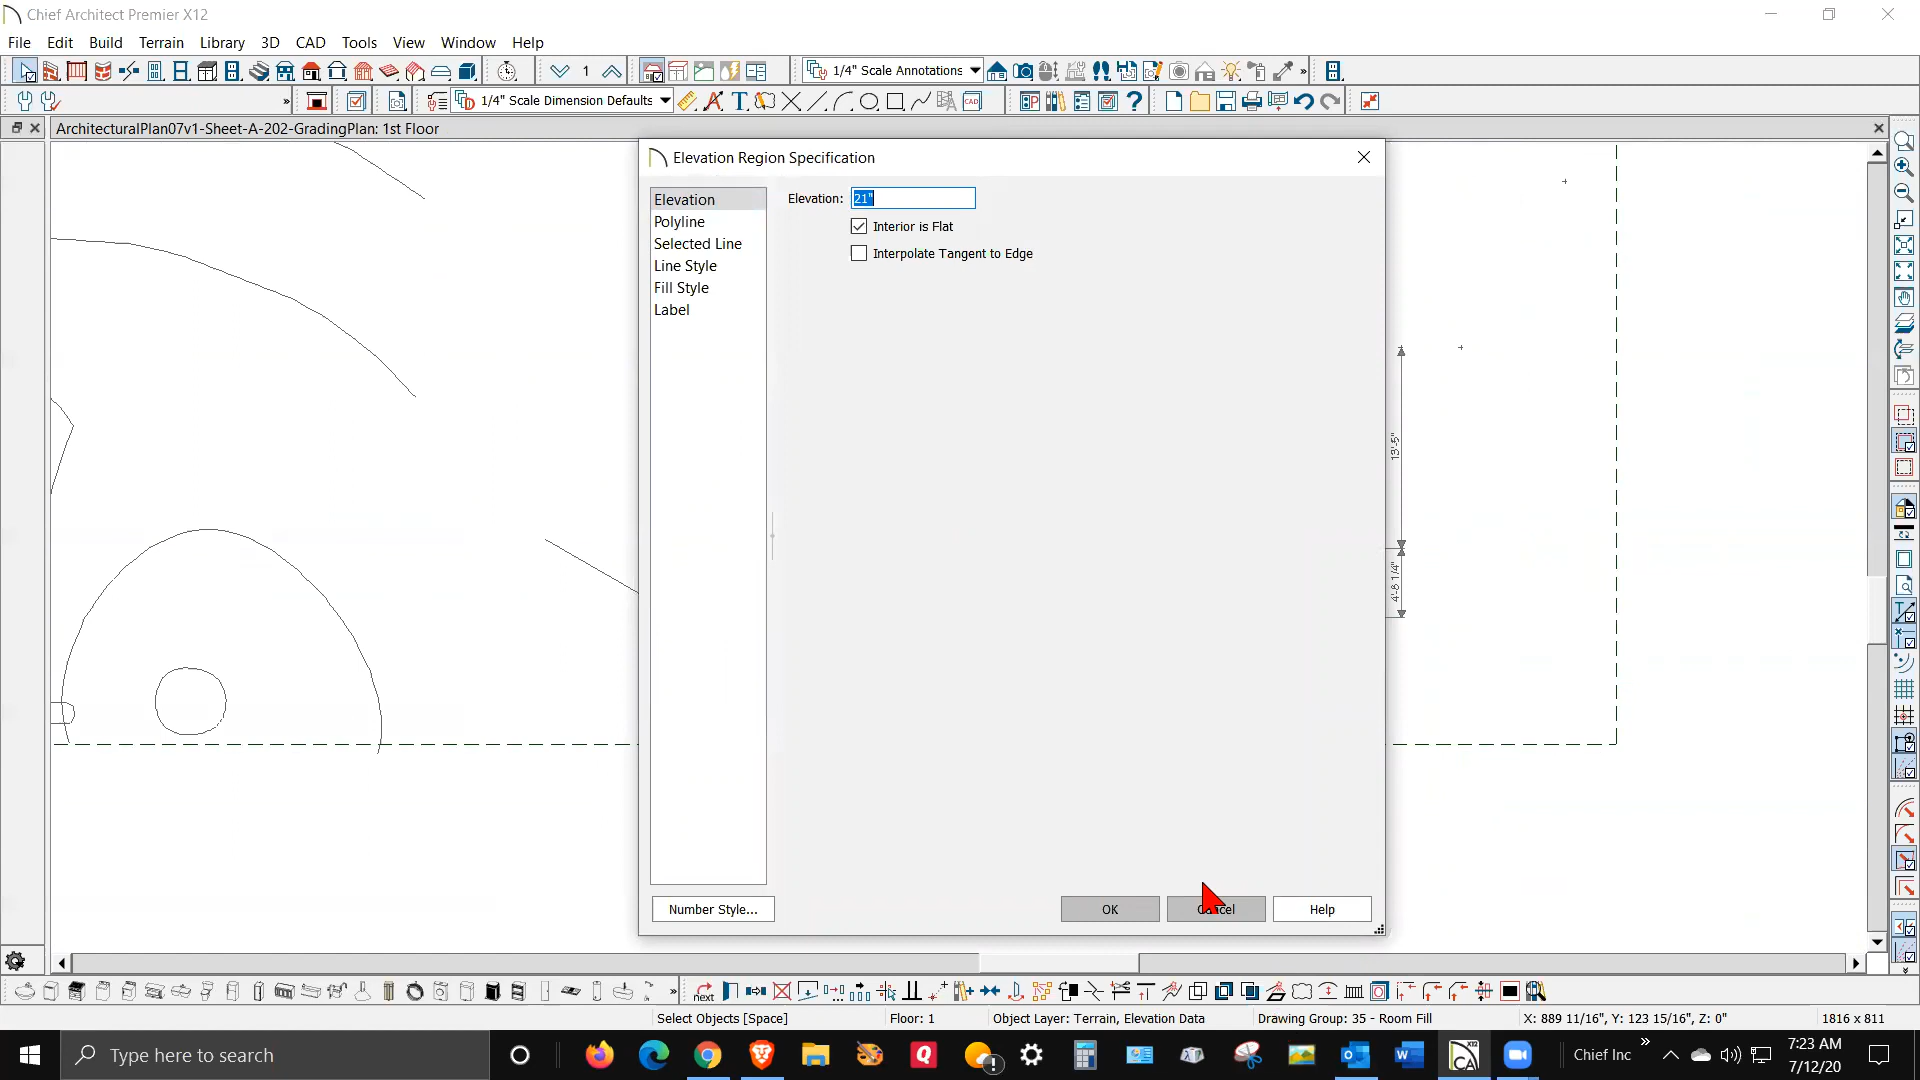 Chief Architect Premier X12
File Edit Build Terrain Library 3D CAD Tools View Window Help
1
1/4" Scale Annotations
1/4" Scale Dimension Defaults
ArchitecturalPlan07v1-Sheet-A-202-GradingPlan: 1st Floor
Elevation Region Specification
Elevation
Polyline
Selected Line
Line Style
Fill Style
Label
Elevation: 21"
Interior is Flat
Interpolate Tangent to Edge
13'-5"
4'-8 1/4"
Number Style...
OK
Help
next
Select Objects [Space]
Floor: 1
Object Layer: Terrain, Elevation Data
Drawing Group: 35 - Room Fill
X: 889 11/16", Y: 123 15/16", Z: 0"
1816 x 811
Type here to search
Chief Inc
7:23 AM
7/12/20